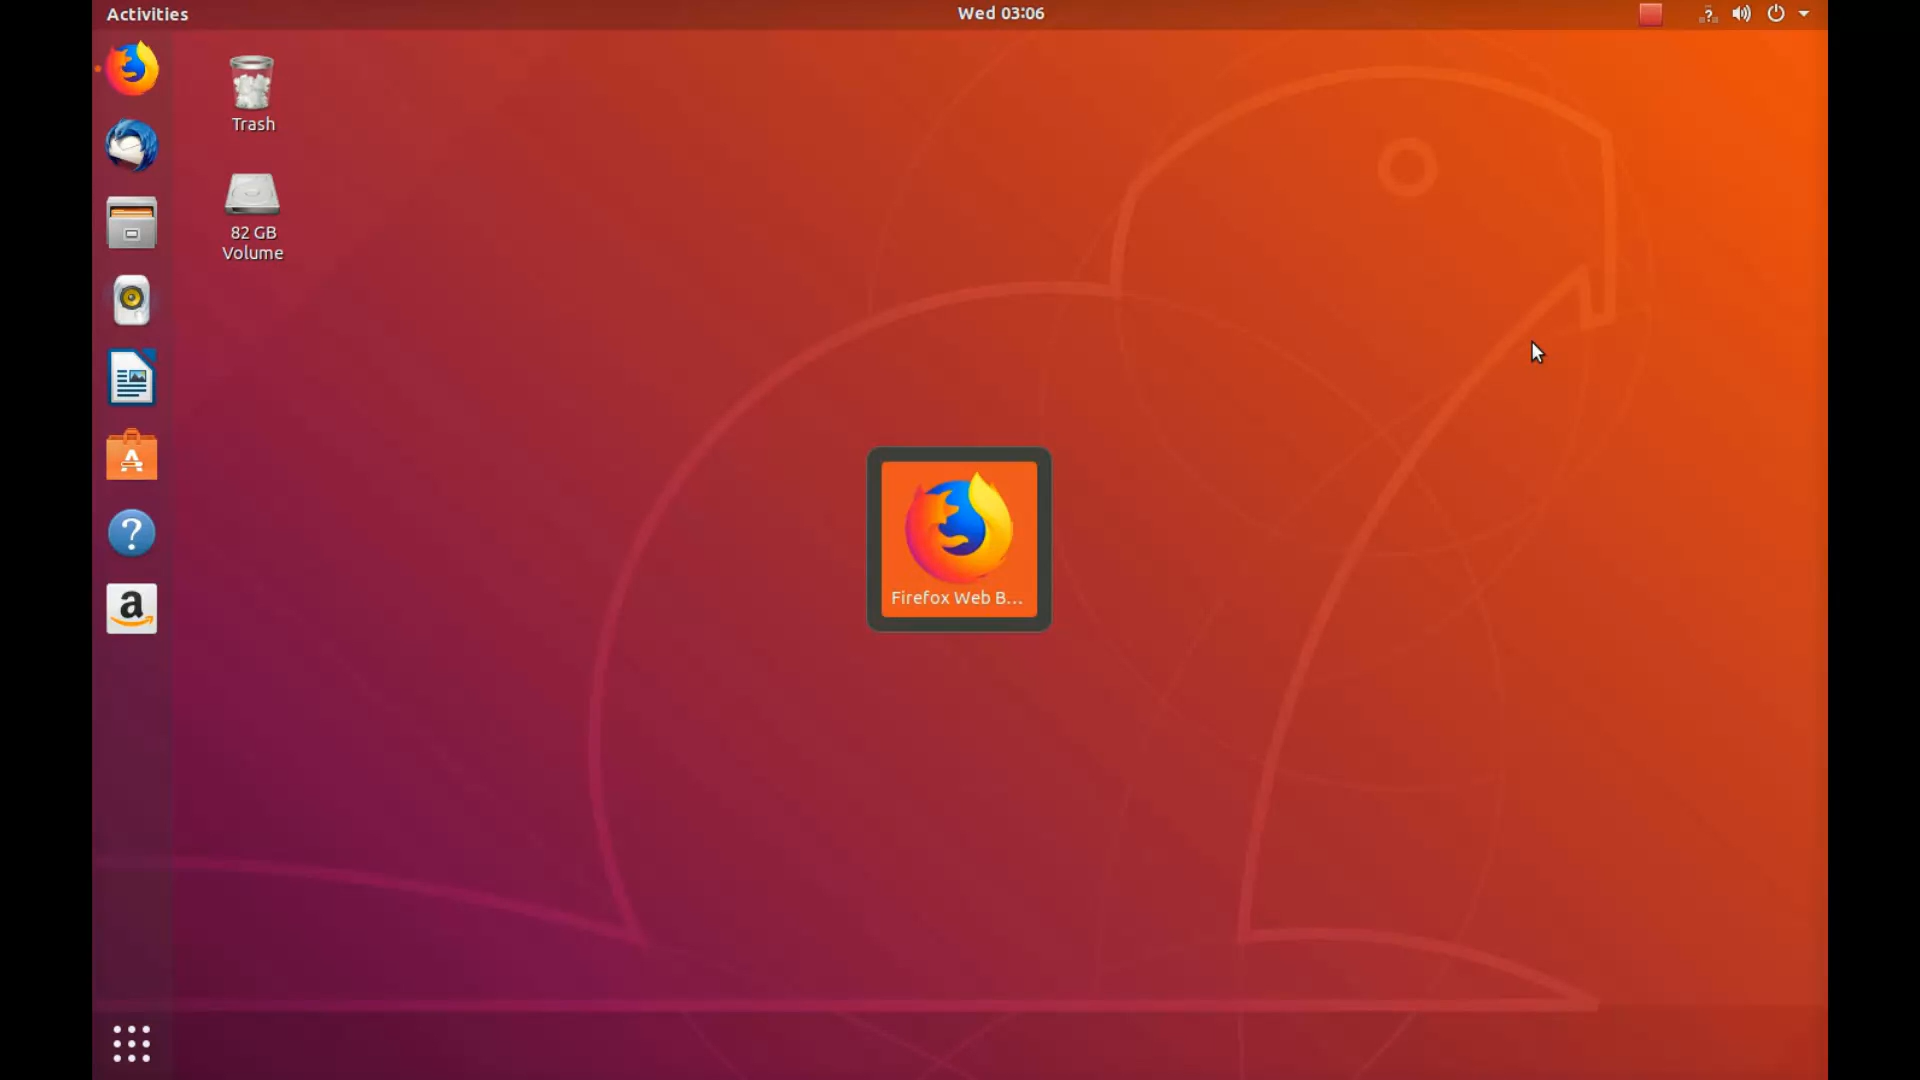 Activities
Wed 03:06
?
Trash
82 GB
Volume
A
?
a
Firefox Web B...